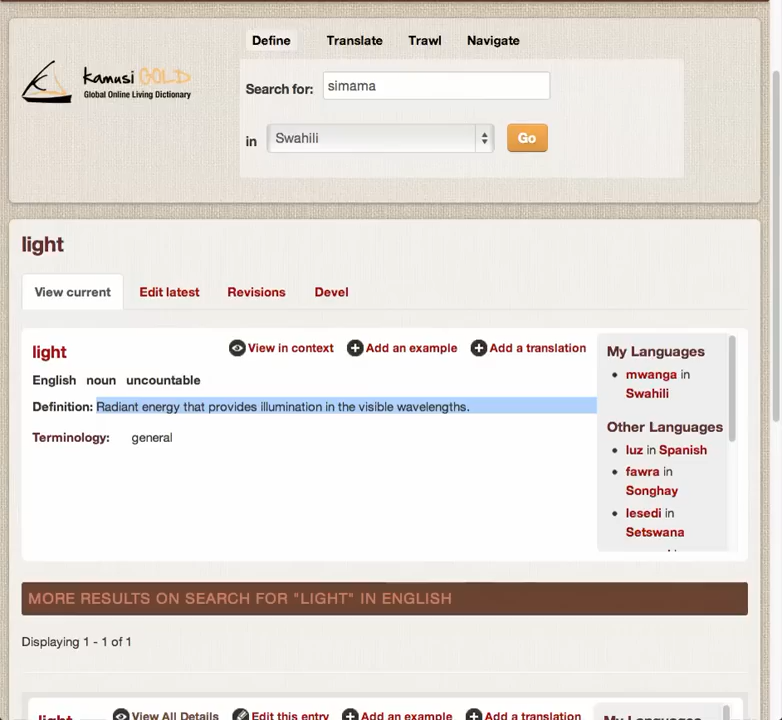 Define Translate Trawl Navigate
kamusi GOLD
Global Online Living Dictionary
Search for: simama
in Swahili Go
light
View current Edit latest Revisions Devel
light View in context Add an example Add a translation
English noun uncountable
Definition: Radiant energy that provides illumination in the visible wavelengths.
Terminology: general
My Languages
mwanga in
Swahili
Other Languages
luz in Spanish
fawra in
Songhay
lesedi in
Setswana
MORE RESULTS ON SEARCH FOR "LIGHT" IN ENGLISH
Displaying 1 - 1 of 1
light View All Details Edit this entry Add an example Add a translation My Languages